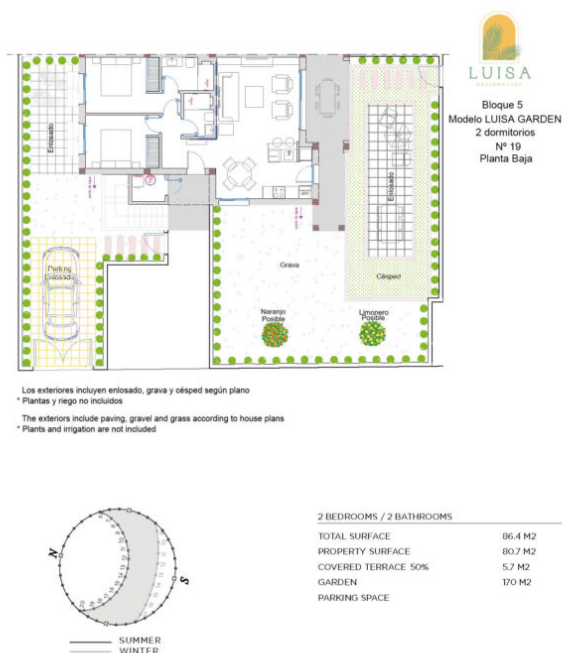 LUISA
RESIDENCIAL
Bloque 5
Modelo LUISA GARDEN
2 dormitorios
Nº 19
Planta Baja
Enlosado
Enlosado
Parking
Enlosado
Grava
Césped
Naranjo
Posible
Limonero
Posible
Los exteriores incluyen enlosado, grava y césped según plano
* Plantas y riego no incluidos
The exteriors include paving, gravel and grass according to house plans
* Plants and irrigation are not included
N
S
SUMMER
WINTER
2 BEDROOMS / 2 BATHROOMS
TOTAL SURFACE 86.4 M2
PROPERTY SURFACE 80.7 M2
COVERED TERRACE 50% 5.7 M2
GARDEN 170 M2
PARKING SPACE